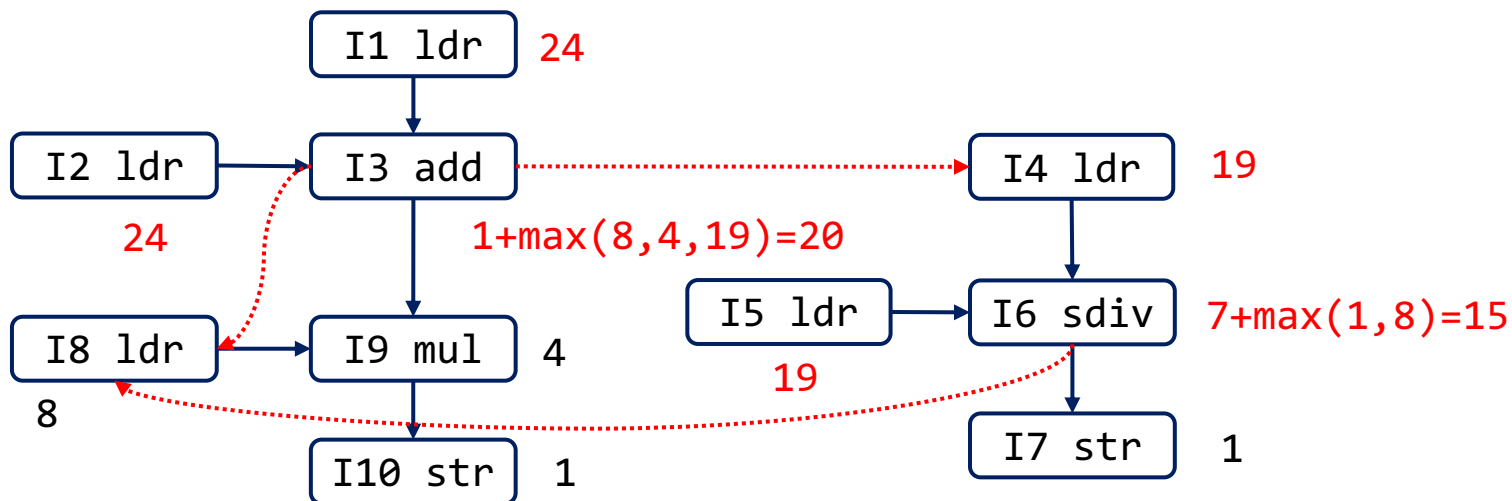 I1 ldr
24
I2 ldr
I3 add
I4 ldr
19
24
1+max(8,4,19)=20
I5 ldr
I6 sdiv
7+max(1,8)=15
I8 ldr
I9 mul
4
19
8
I7 str
1
I10 str
1